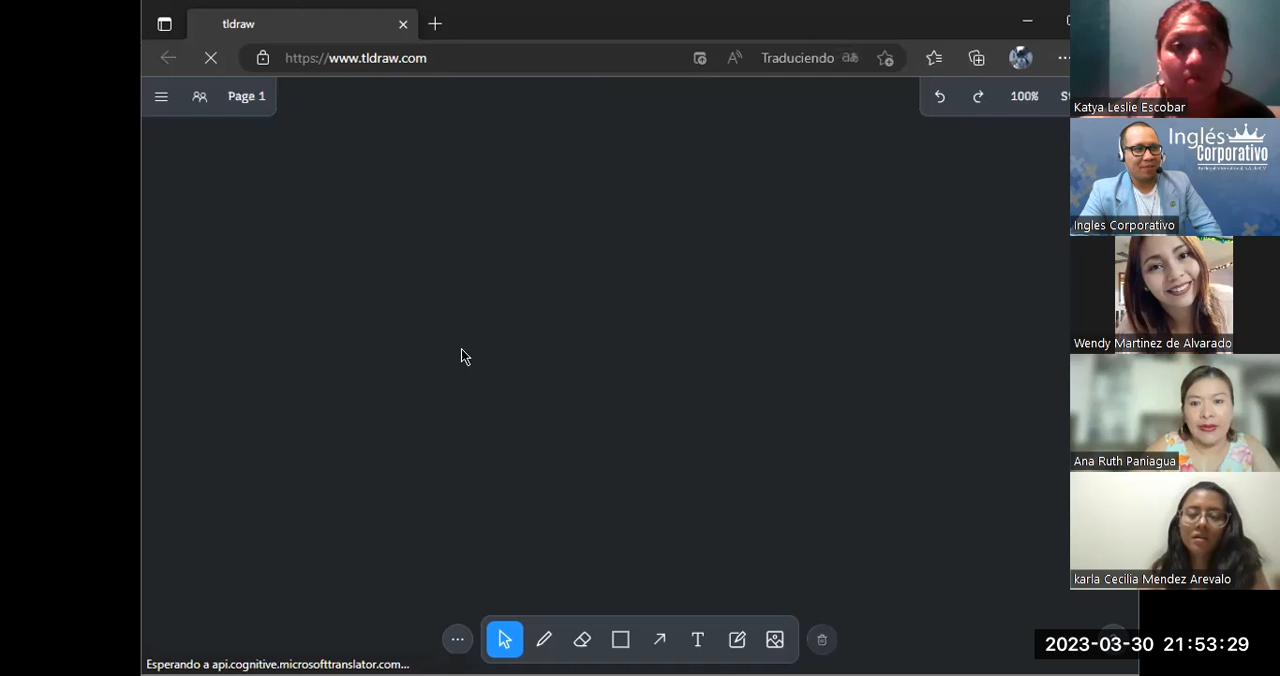 tldraw
https://www.tldraw.com
Traduciendo
Page 1
100%
Katya Leslie Escobar
Inglés
Corporativo
Ingles Corporativo
Wendy Martinez de Alvarado
Ana Ruth Paniagua
karla Cecilia Mendez Arevalo
T
Esperando a api.cognitive.microsofttranslator.com...
2023-03-30 21:53:29